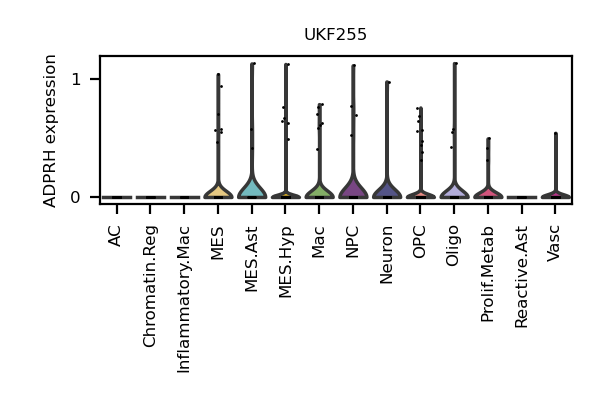 UKF255
ADPRH expression
1
0
AC
Chromatin.Reg
Inflammatory.Mac
MES
MES.Ast
MES.Hyp
Mac
NPC
Neuron
OPC
Oligo
Prolif.Metab
Reactive.Ast
Vasc